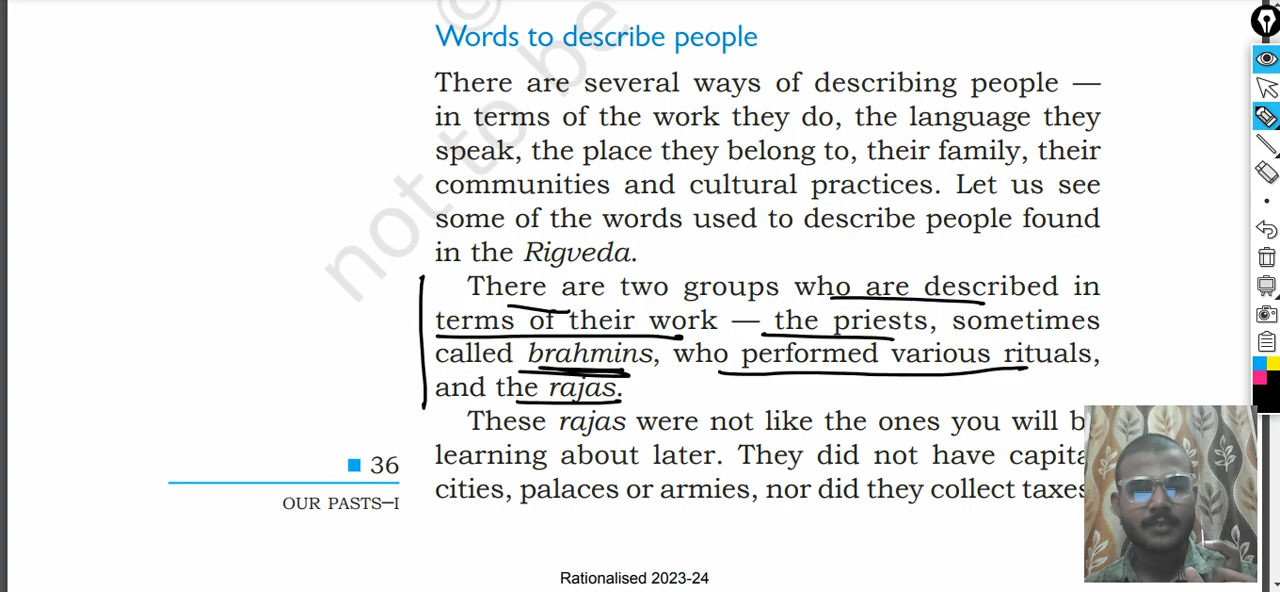 Words to describe people
There are several ways of describing people —
in terms of the work they do, the language they
speak, the place they belong to, their family, their
communities and cultural practices. Let us see
some of the words used to describe people found
in the Rigveda.
There are two groups who are described in
terms of their work — the priests, sometimes
called brahmins, who performed various rituals,
and the rajas.
These rajas were not like the ones you will b
learning about later. They did not have capita
cities, palaces or armies, nor did they collect taxes
36
OUR PASTS–I
Rationalised 2023-24
©
not to be